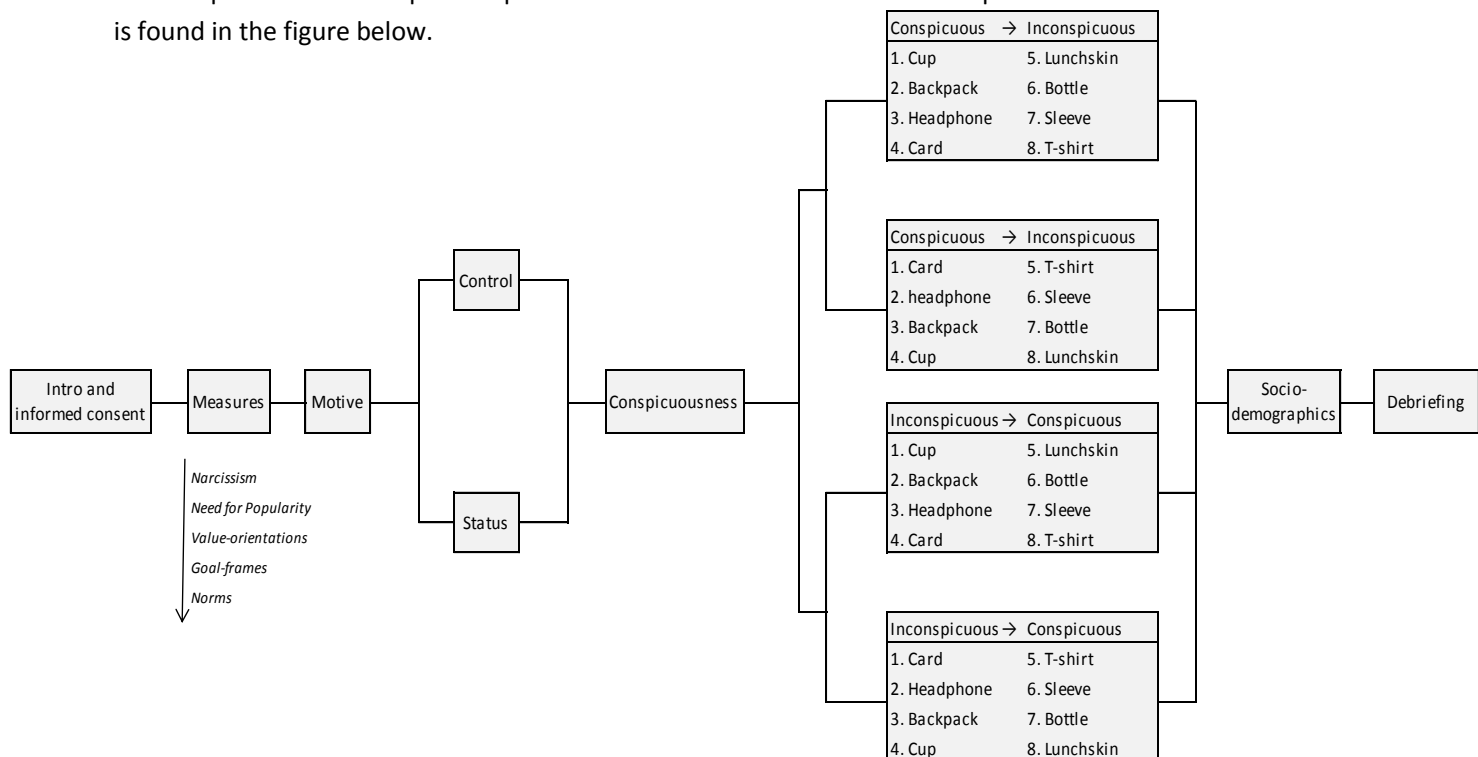 is found in the figure below.
Intro and
informed consent
Measures
Narcissism
Need for Popularity
Value-orientations
Goal-frames
Norms
Motive
Control
Status
Conspicuousness
Conspicuous → Inconspicuous
1. Cup 5. Lunchskin
2. Backpack 6. Bottle
3. Headphone 7. Sleeve
4. Card 8. T-shirt
Conspicuous → Inconspicuous
1. Card 5. T-shirt
2. headphone 6. Sleeve
3. Backpack 7. Bottle
4. Cup 8. Lunchskin
Inconspicuous → Conspicuous
1. Cup 5. Lunchskin
2. Backpack 6. Bottle
3. Headphone 7. Sleeve
4. Card 8. T-shirt
Inconspicuous → Conspicuous
1. Card 5. T-shirt
2. Headphone 6. Sleeve
3. Backpack 7. Bottle
4. Cup 8. Lunchskin
Socio-
demographics
Debriefing